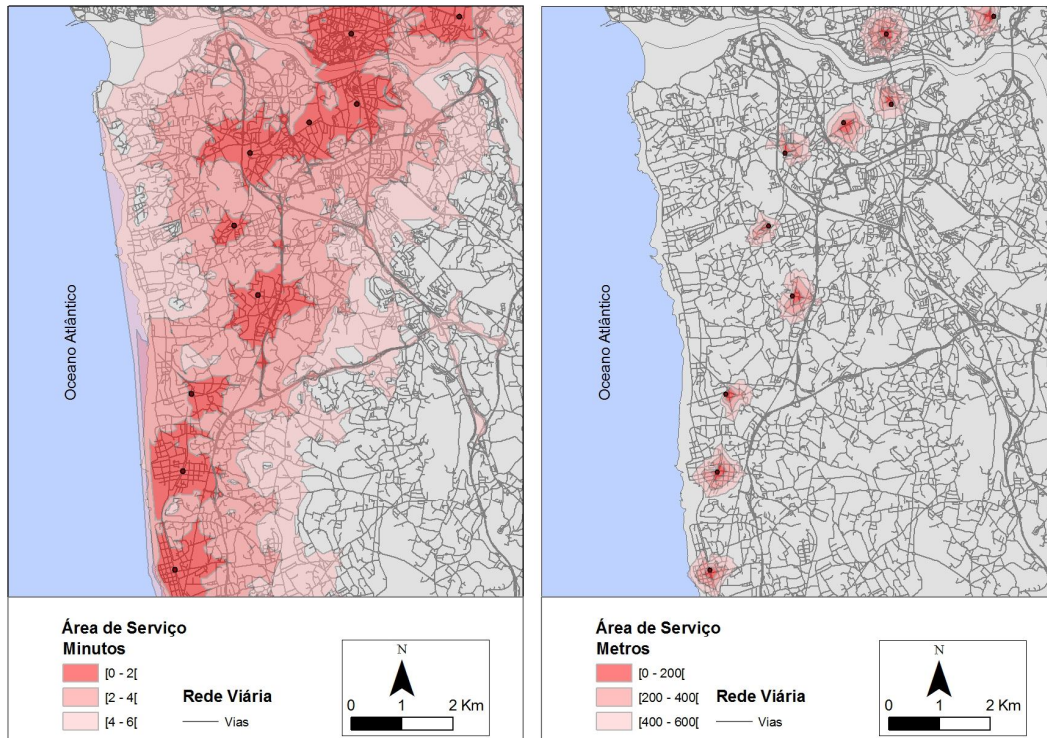 Oceano Atlântico
Área de Serviço
Minutos
[0 - 2[
[2 - 4[
[4 - 6[
Rede Viária
Vias
N
0 1 2 Km
Oceano Atlântico
Área de Serviço
Metros
[0 - 200[
[200 - 400[
[400 - 600[
Rede Viária
Vias
N
0 1 2 Km